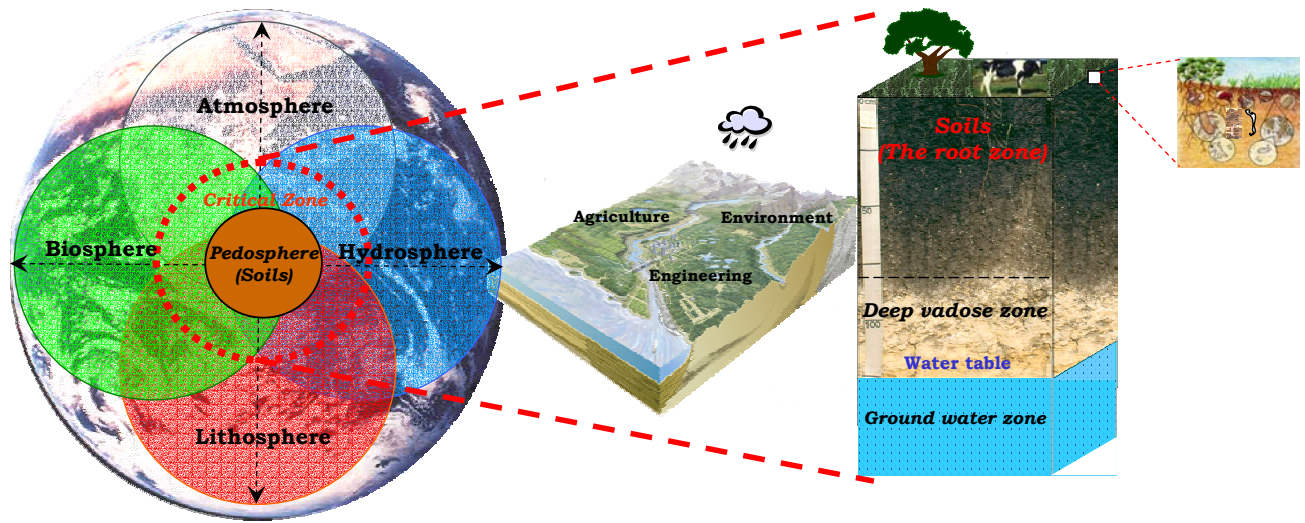 Atmosphere
Critical Zone
Biosphere
Pedosphere
(Soils)
Hydrosphere
Lithosphere
Agriculture
Environment
Engineering
Soils
(The root zone)
50
Deep vadose zone
100
Water table
Ground water zone